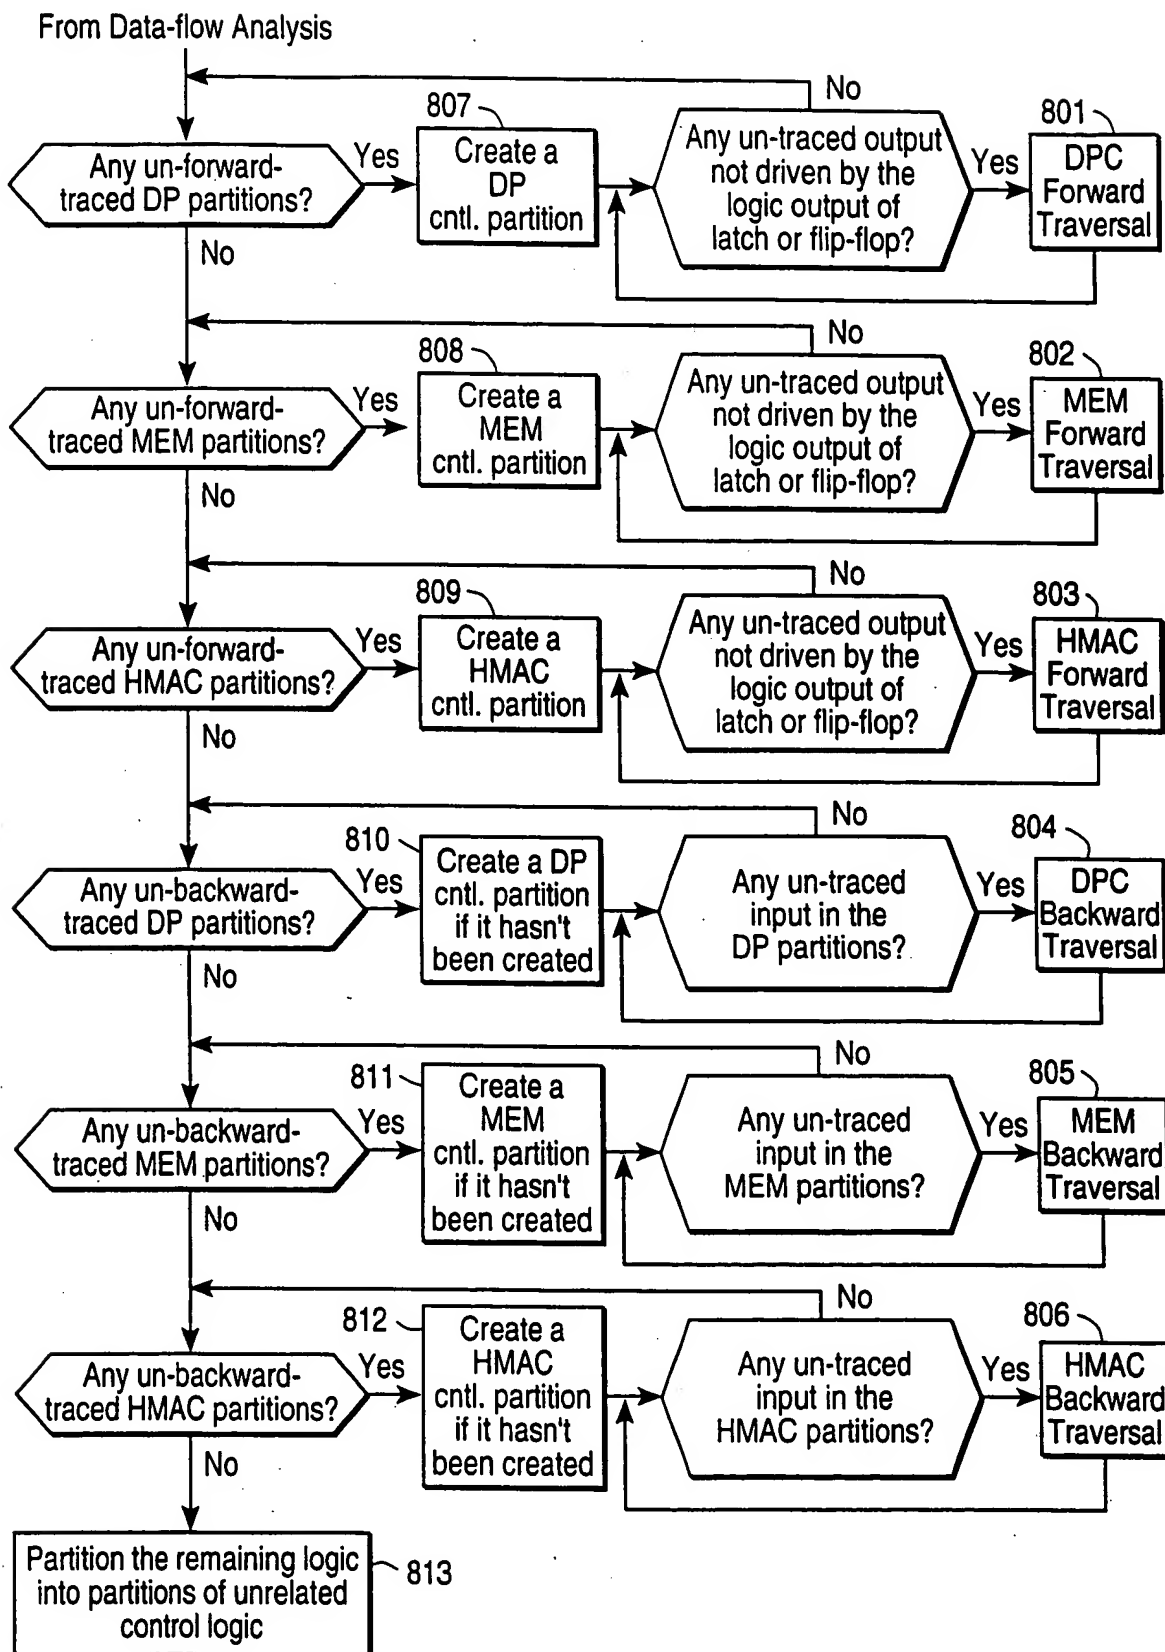 From Data-flow Analysis
No
807
801
Any un-forward-
traced DP partitions?
Yes
Create a
DP
cntl. partition
Any un-traced output
not driven by the
logic output of
latch or flip-flop?
Yes
DPC
Forward
Traversal
No
No
808
802
Any un-forward-
traced MEM partitions?
Yes
Create a
MEM
cntl. partition
Any un-traced output
not driven by the
logic output of
latch or flip-flop?
Yes
MEM
Forward
Traversal
No
No
809
803
Any un-forward-
traced HMAC partitions?
Yes
Create a
HMAC
cntl. partition
Any un-traced output
not driven by the
logic output of
latch or flip-flop?
Yes
HMAC
Forward
Traversal
No
No
810
804
Any un-backward-
traced DP partitions?
Yes
Create a DP
cntl. partition
if it hasn't
been created
Any un-traced
input in the
DP partitions?
Yes
DPC
Backward
Traversal
No
No
811
805
Any un-backward-
traced MEM partitions?
Yes
Create a
MEM
cntl. partition
if it hasn't
been created
Any un-traced
input in the
MEM partitions?
Yes
MEM
Backward
Traversal
No
No
812
806
Any un-backward-
traced HMAC partitions?
Yes
Create a
HMAC
cntl. partition
if it hasn't
been created
Any un-traced
input in the
HMAC partitions?
Yes
HMAC
Backward
Traversal
No
Partition the remaining logic
into partitions of unrelated
control logic
813